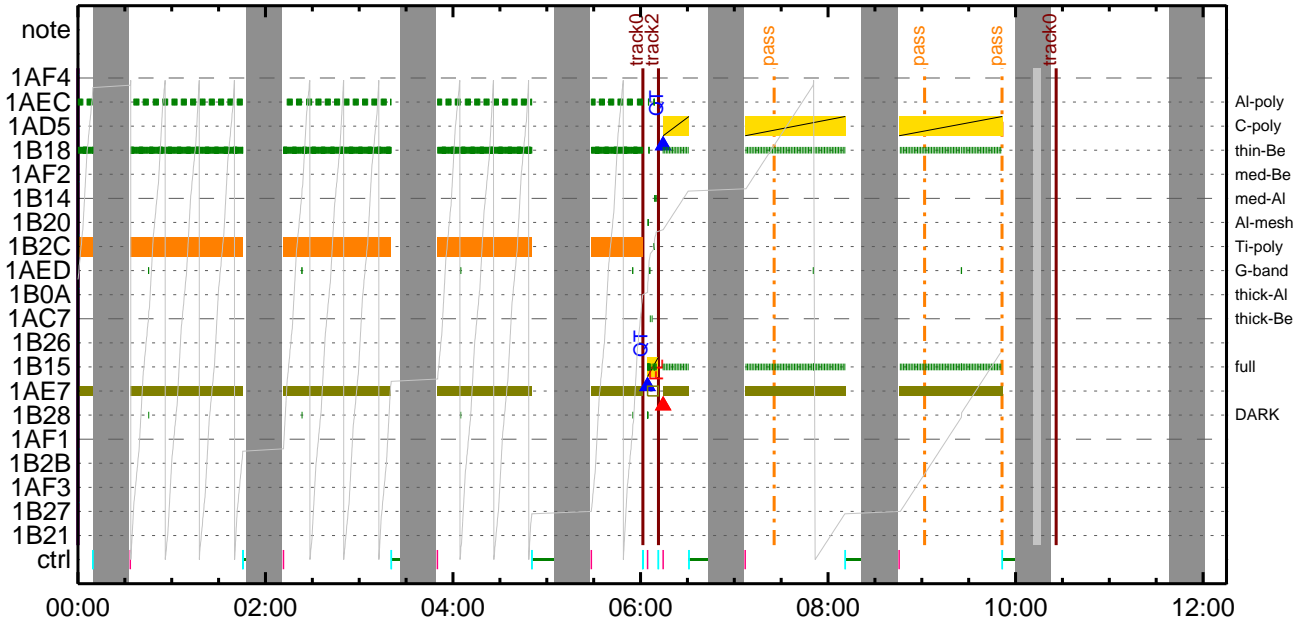 note
track0
track2
pass
pass
pass
track0
1AF4
1AEC
QT
Al-poly
1AD5
C-poly
1B18
thin-Be
1AF2
med-Be
1B14
med-Al
1B20
Al-mesh
1B2C
Ti-poly
1AED
G-band
1B0A
thick-Al
1AC7
thick-Be
1B26
QT
1B15
full
1AE7
1B28
DARK
1AF1
1B2B
1AF3
1B27
1B21
ctrl
00:00 02:00 04:00 06:00 08:00 10:00 12:00